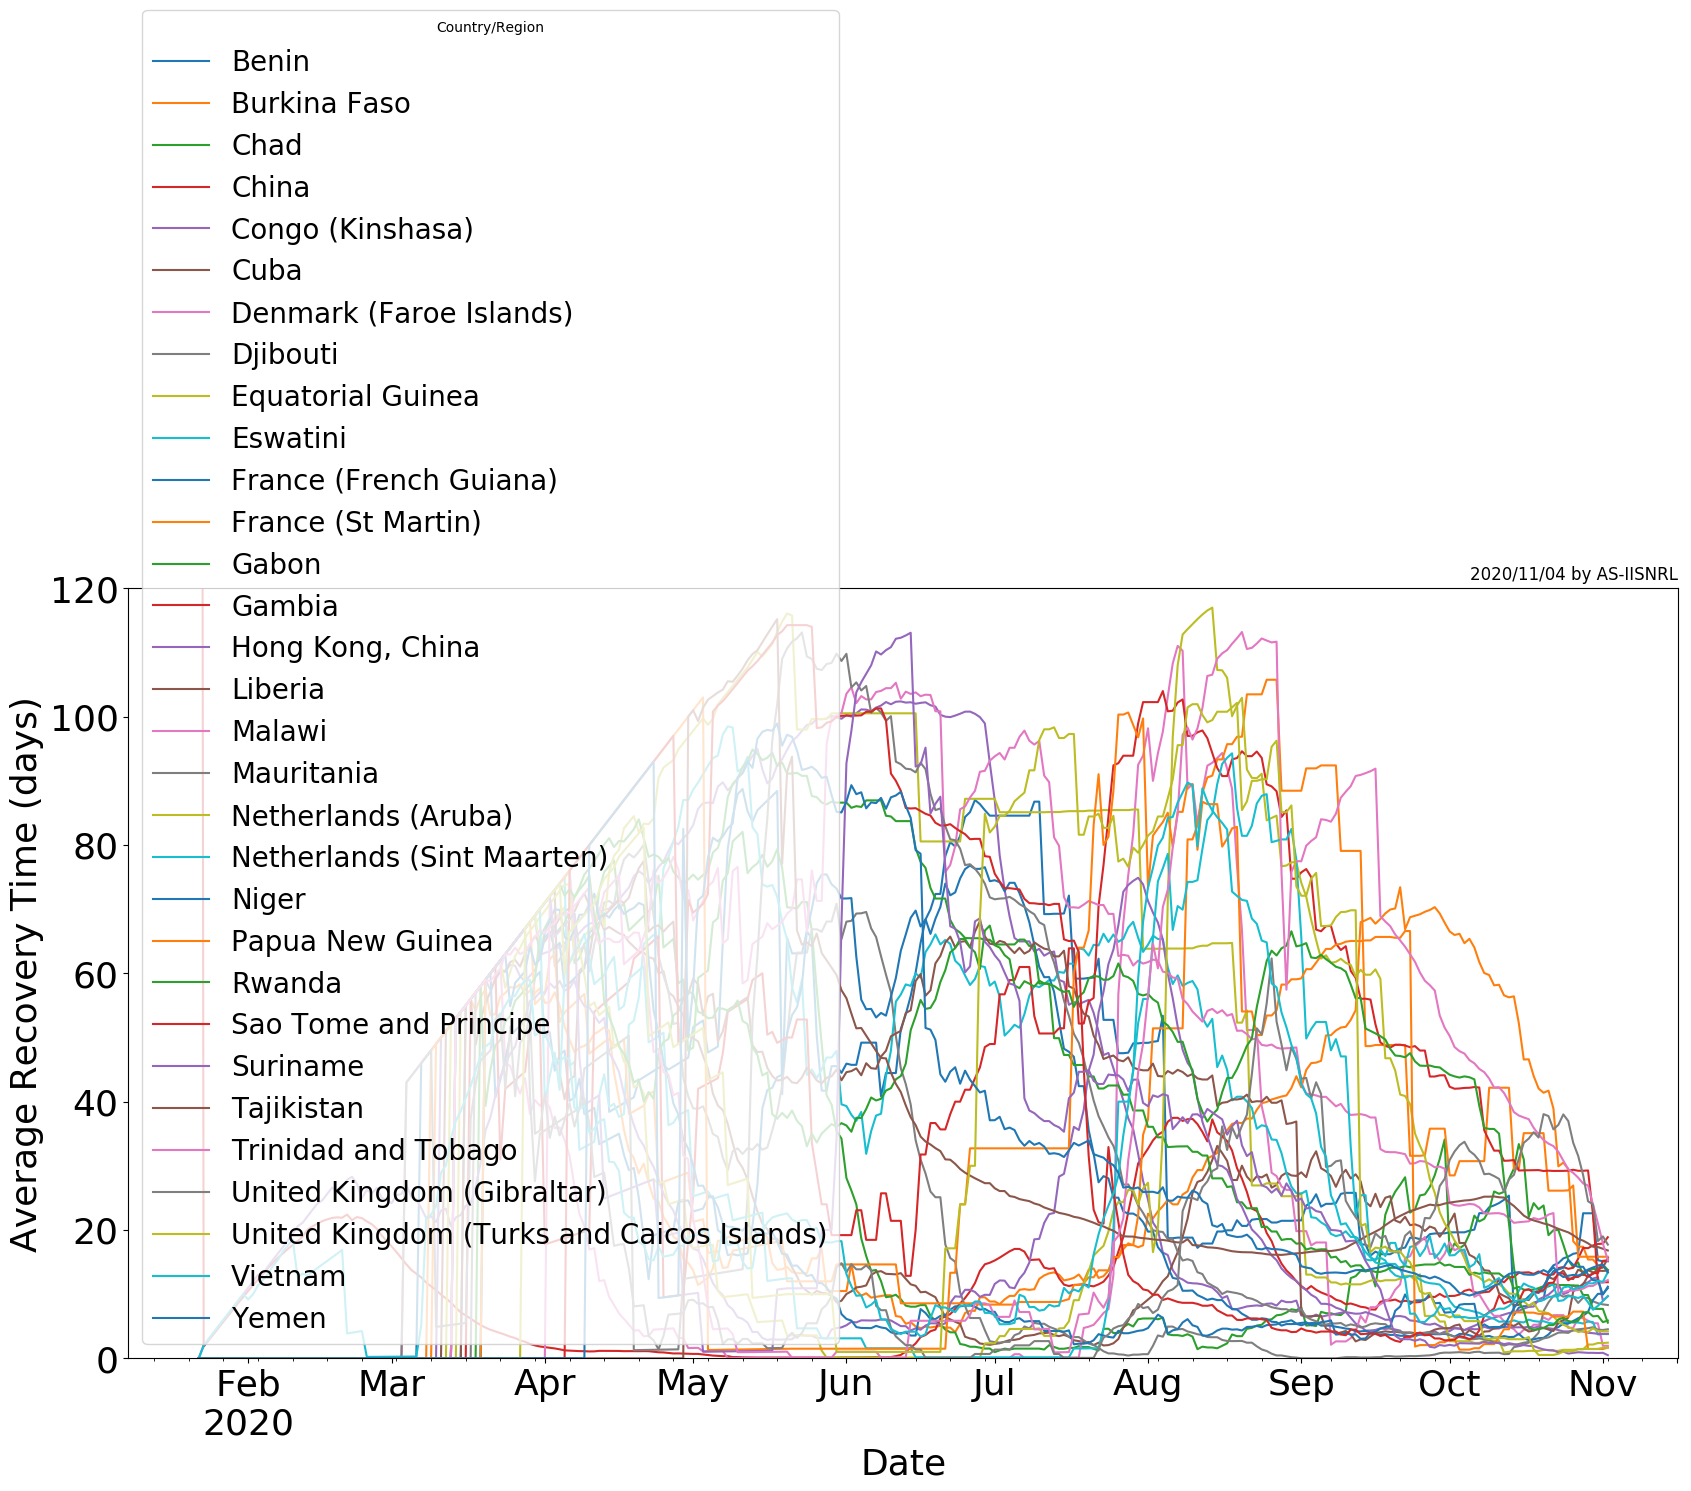 Country/Region
Benin
Burkina Faso
Chad
China
Congo (Kinshasa)
Cuba
Denmark (Faroe Islands)
Djibouti
Equatorial Guinea
Eswatini
France (French Guiana)
France (St Martin)
Gabon
Gambia
Hong Kong, China
Liberia
Malawi
Mauritania
Netherlands (Aruba)
Netherlands (Sint Maarten)
Niger
Papua New Guinea
Rwanda
Sao Tome and Principe
Suriname
Tajikistan
Trinidad and Tobago
United Kingdom (Gibraltar)
United Kingdom (Turks and Caicos Islands)
Vietnam
Yemen
2020/11/04 by AS-IISNRL
Average Recovery Time (days)
120
100
80
60
40
20
0
Feb Mar Apr May Jun Jul Aug Sep Oct Nov
2020
Date